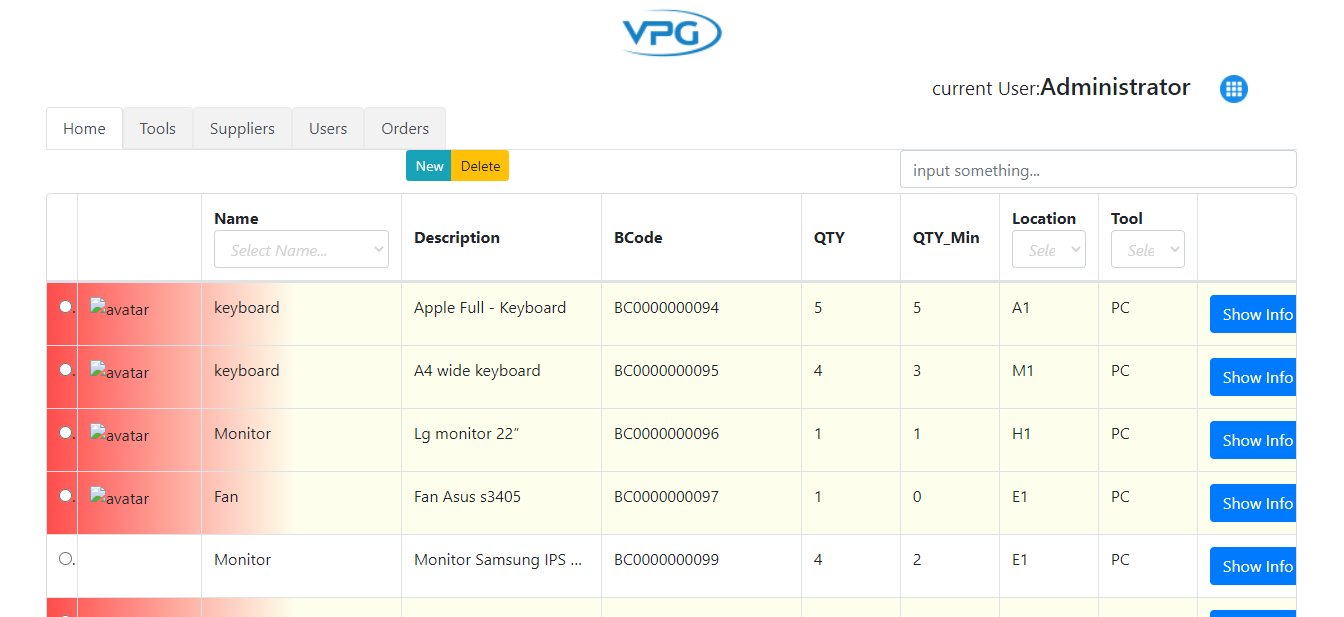 VPG
current User:Administrator
Home Tools Suppliers Users Orders
New Delete input something...
Name Description BCode QTY QTY_Min Location Tool
Select Name... Sele Sele
avatar keyboard Apple Full - Keyboard BC0000000094 5 5 A1 PC Show Info
avatar keyboard A4 wide keyboard BC0000000095 4 3 M1 PC Show Info
avatar Monitor Lg monitor 22” BC0000000096 1 1 H1 PC Show Info
avatar Fan Fan Asus s3405 BC0000000097 1 0 E1 PC Show Info
Monitor Monitor Samsung IPS ... BC0000000099 4 2 E1 PC Show Info